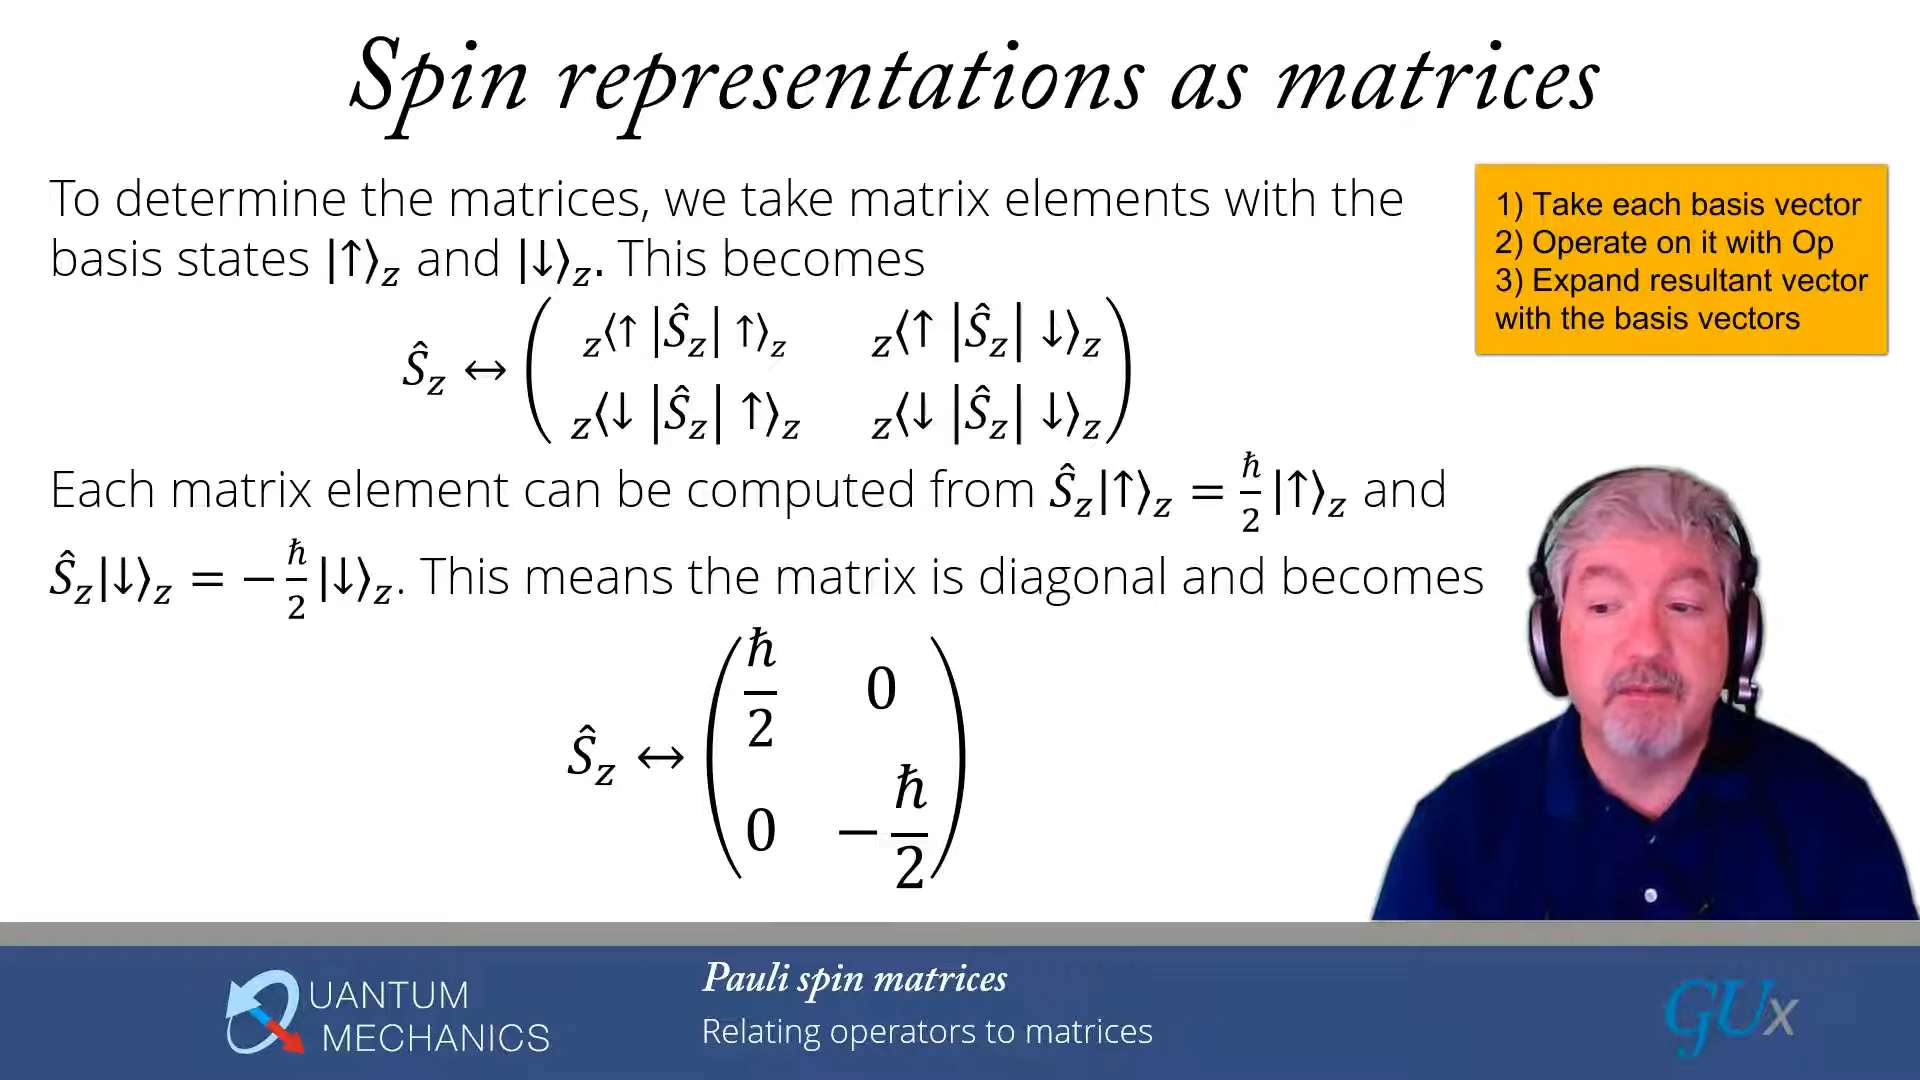 Spin representations as matrices
To determine the matrices, we take matrix elements with the
basis states |↑⟩z and |↓⟩z. This becomes
1) Take each basis vector
2) Operate on it with Op
3) Expand resultant vector
with the basis vectors
Ŝz ↔ ( z⟨↑|Ŝz|↑⟩z z⟨↑|Ŝz|↓⟩z
z⟨↓|Ŝz|↑⟩z z⟨↓|Ŝz|↓⟩z )
Each matrix element can be computed from Ŝz|↑⟩z = ħ/2 |↑⟩z and
Ŝz|↓⟩z = − ħ/2 |↓⟩z. This means the matrix is diagonal and becomes
Ŝz ↔ ( ħ/2 0
0 − ħ/2 )
QUANTUM
MECHANICS
Pauli spin matrices
Relating operators to matrices
GUx